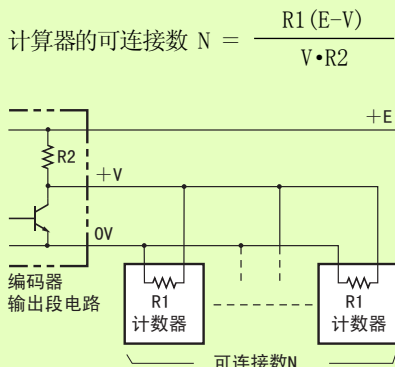 计算器的可连接数 N = R1(E-V)
V•R2
+E
R2
+V
0V
编码器
输出段电路
R1
计数器
R1
计数器
可连接数N